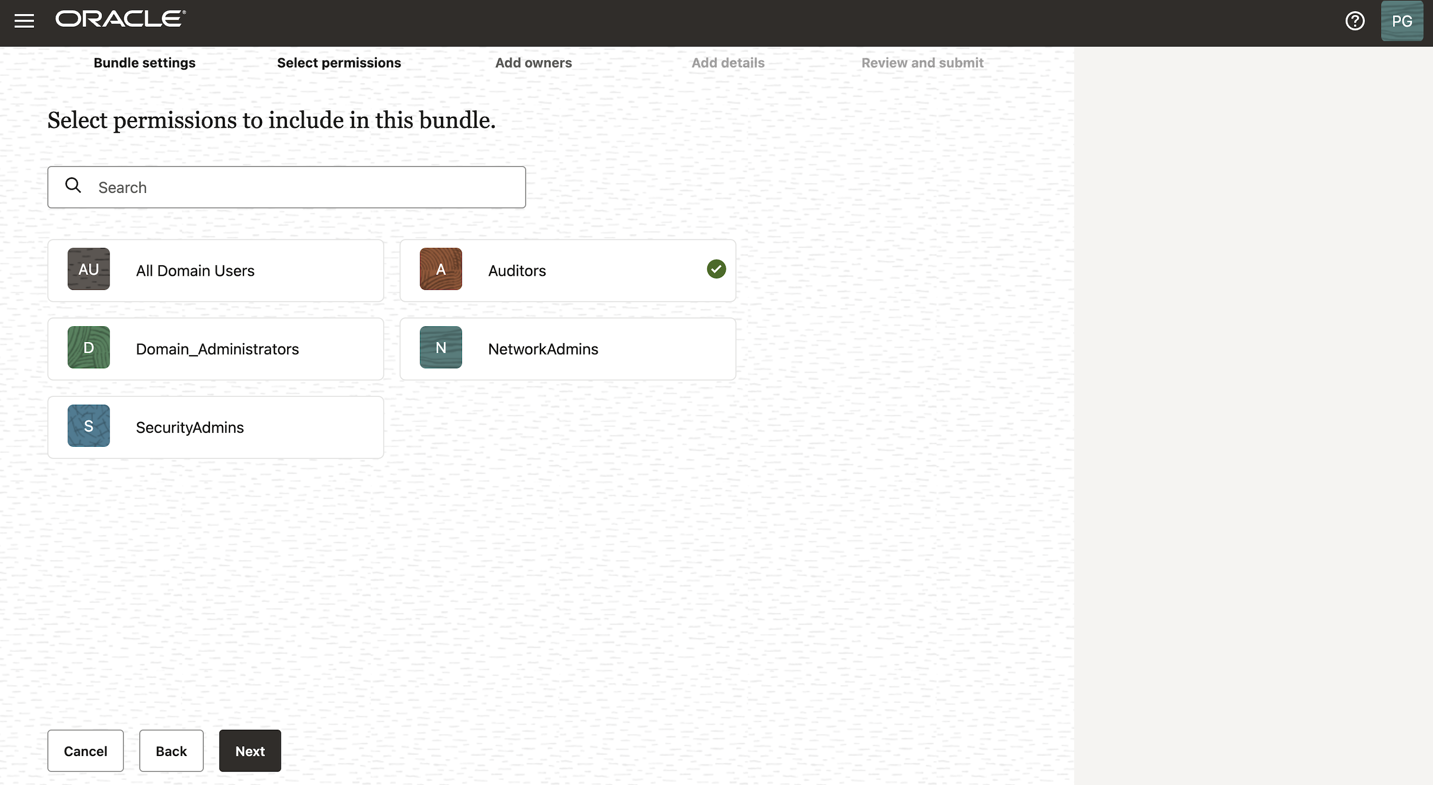 ORACLE®
PG
Bundle settings
Select permissions
Add owners
Add details
Review and submit
Select permissions to include in this bundle.
Search
AU All Domain Users
A Auditors
D Domain_Administrators
N NetworkAdmins
S SecurityAdmins
Cancel Back Next